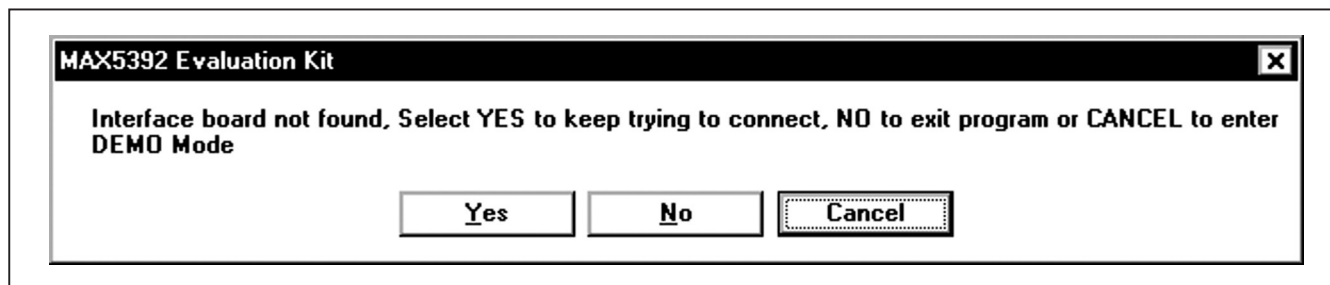 MAX5392 Evaluation Kit
Interface board not found, Select YES to keep trying to connect, NO to exit program or CANCEL to enter
DEMO Mode
Yes No Cancel